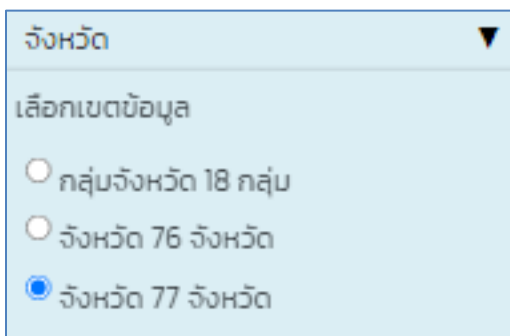 จังหวัด
เลือกเขตข้อมูล
กลุ่มจังหวัด 18 กลุ่ม
จังหวัด 76 จังหวัด
จังหวัด 77 จังหวัด